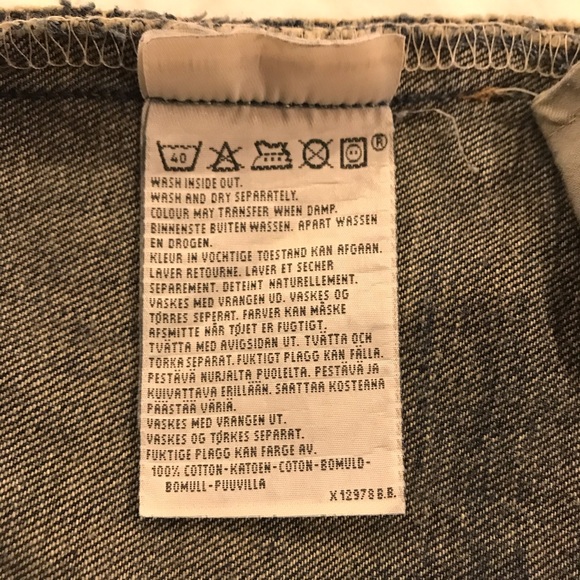 40 ®
WASH INSIDE OUT.
WASH AND DRY SEPARATELY.
COLOUR MAY TRANSFER WHEN DAMP.
BINNENSTE BUITEN WASSEN. APART WASSEN
EN DROGEN.
KLEUR IN VOCHTIGE TOESTAND KAN AFGAAN.
LAVER RETOURNE. LAVER ET SECHER
SEPAREMENT. DETEINT NATURELLEMENT.
VASKES MED VRANGEN UD. VASKES OG
TØRRES SEPERAT. FARVER KAN MÅSKE
AFSMITTE NÅR TØJET ER FUGTIGT.
TVÄTTA MED AVIGSIDAN UT. TVÄTTA OCH
TORKA SEPARAT. FUKTIGT PLAGG KAN FÄLLA.
PESTÄVÄ NURJALTA PUOLELTA. PESTÄVÄ JA
KUIVATTAVA ERILLÄÄN. SAATTAA KOSTEANA
PÄÄSTÄÄ VÄRIÄ.
VASKES MED VRANGEN UT.
VASKES OG TØRKES SEPARAT.
FUKTIGE PLAGG KAN FARGE AV.
100% COTTON-KATOEN-COTON-BOMULD-
BOMULL-PUUVILLA
X12978 B.B.